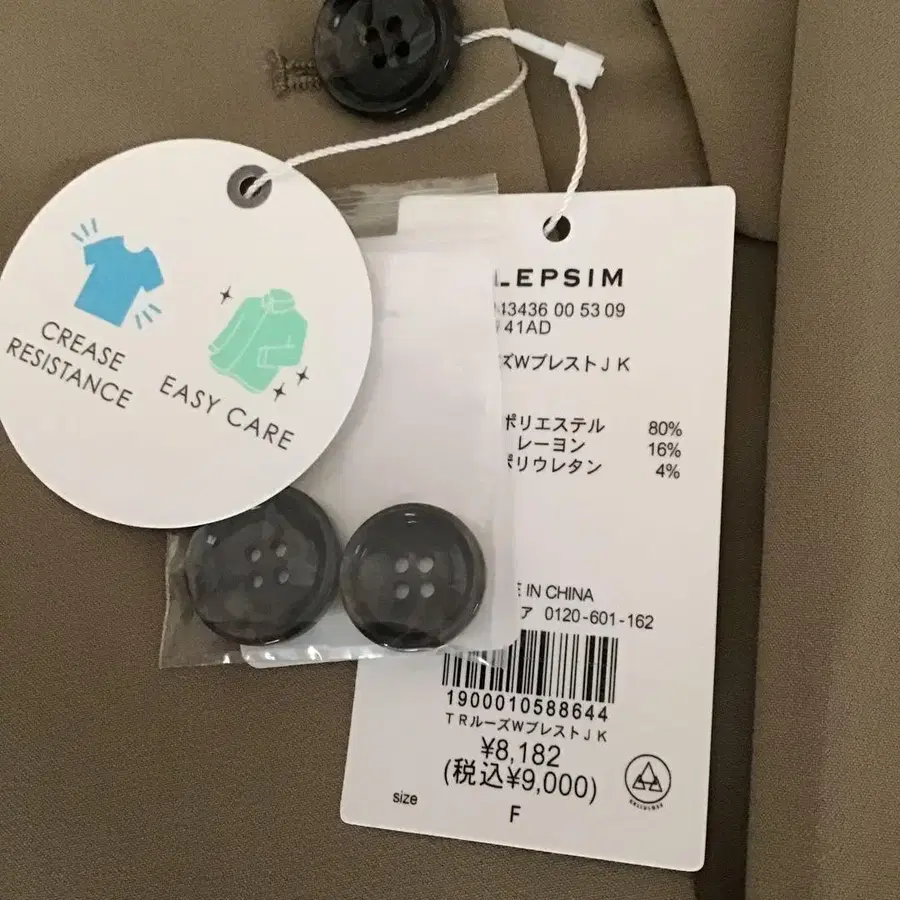 CREASE
RESISTANCE
EASY CARE
LEPSIM
43436 00 53 09
41AD
ズWブレストJK
ポリエステル 80%
レーヨン 16%
ポリウレタン 4%
E IN CHINA
ア 0120-601-162
1900010588644
TRルーズWブレストJK
¥8,182
(税込¥9,000)
size F
CELLULOSE